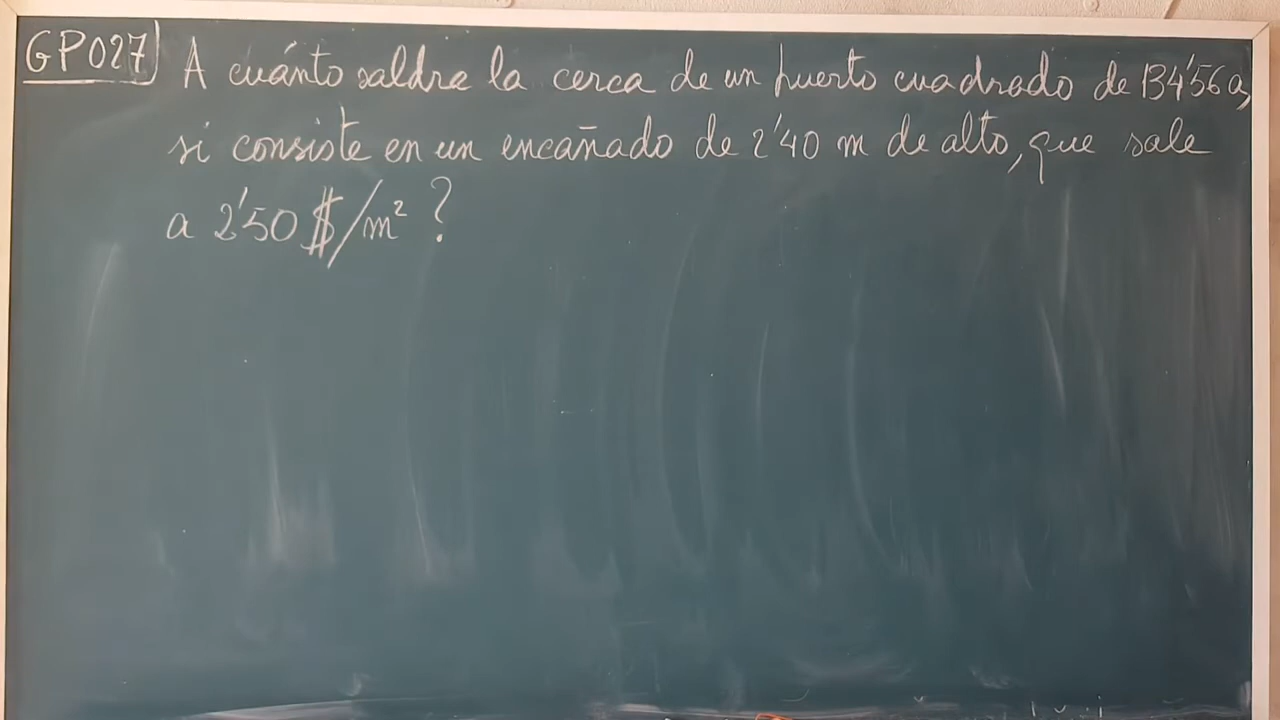 GP027) A cuánto saldra la cerca de un huerto cuadrado de 134'56 a,
si consiste en un encañado de 2'40 m de alto, que sale
a 2'50 $/m² ?